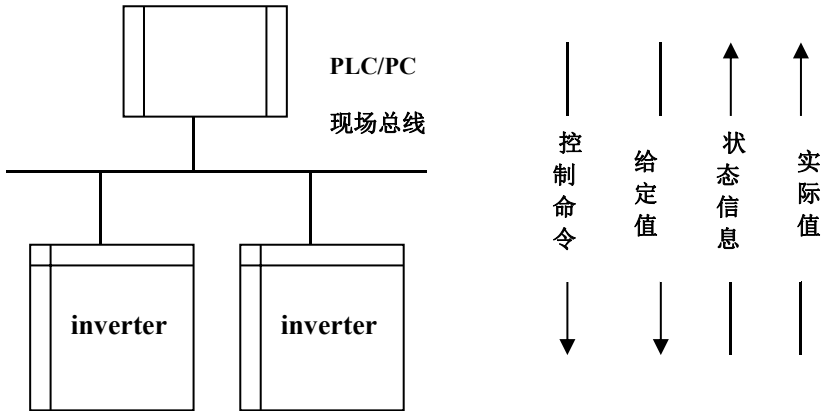 PLC/PC
现场总线
inverter
inverter
控制命令
给定值
状态信息
实际值